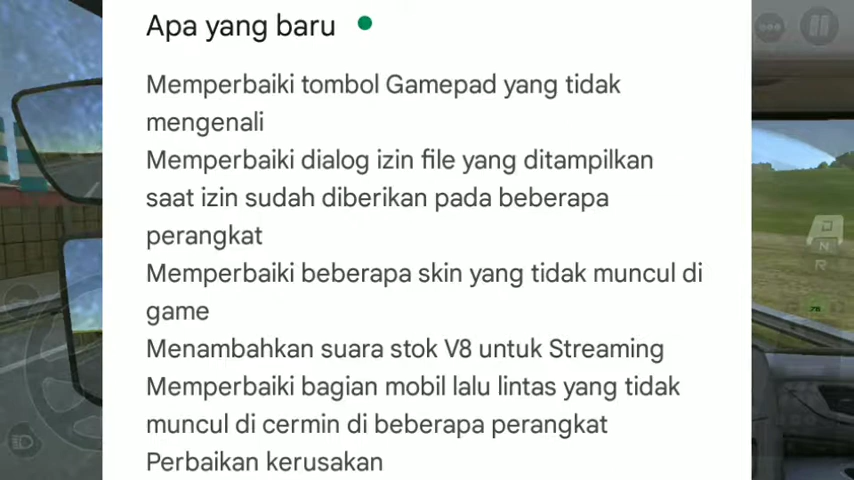 Apa yang baru
Memperbaiki tombol Gamepad yang tidak
mengenali
Memperbaiki dialog izin file yang ditampilkan
saat izin sudah diberikan pada beberapa
perangkat
Memperbaiki beberapa skin yang tidak muncul di
game
Menambahkan suara stok V8 untuk Streaming
Memperbaiki bagian mobil lalu lintas yang tidak
muncul di cermin di beberapa perangkat
Perbaikan kerusakan
D
N
R